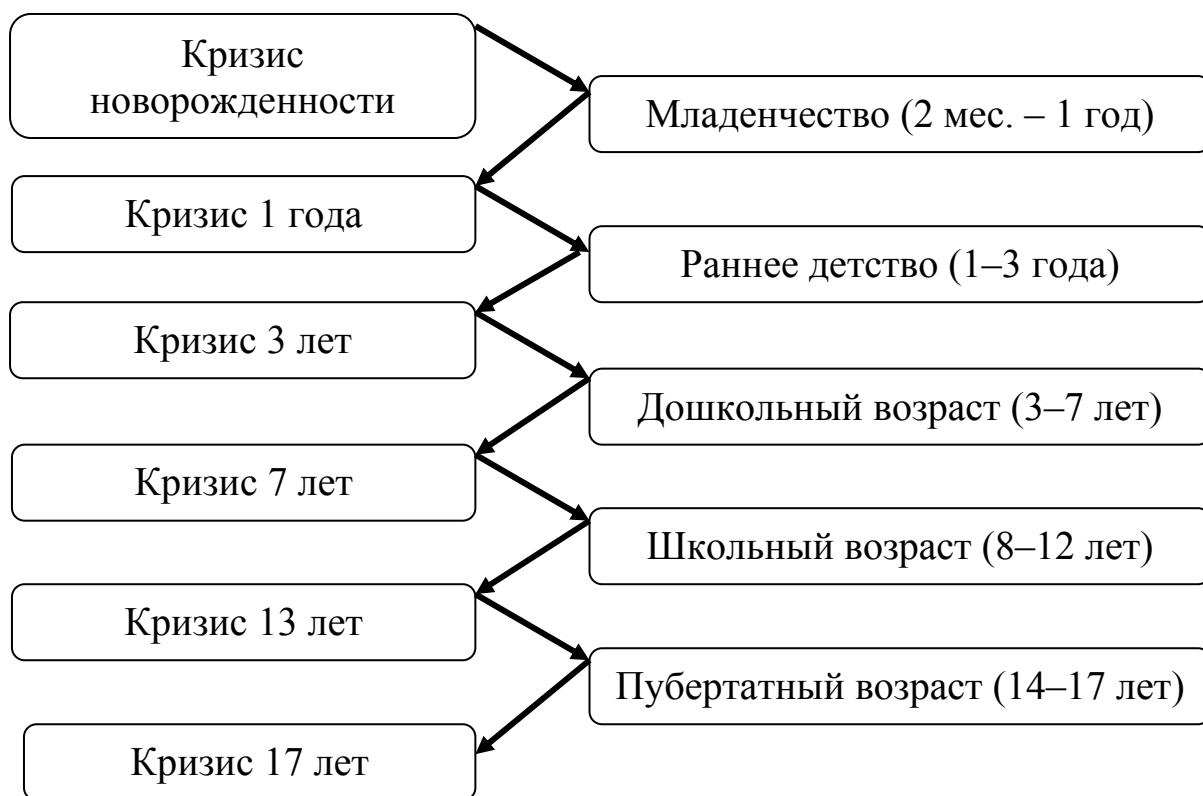 Кризис
новорожденности
Младенчество (2 мес. – 1 год)
Кризис 1 года
Раннее детство (1–3 года)
Кризис 3 лет
Дошкольный возраст (3–7 лет)
Кризис 7 лет
Школьный возраст (8–12 лет)
Кризис 13 лет
Пубертатный возраст (14–17 лет)
Кризис 17 лет